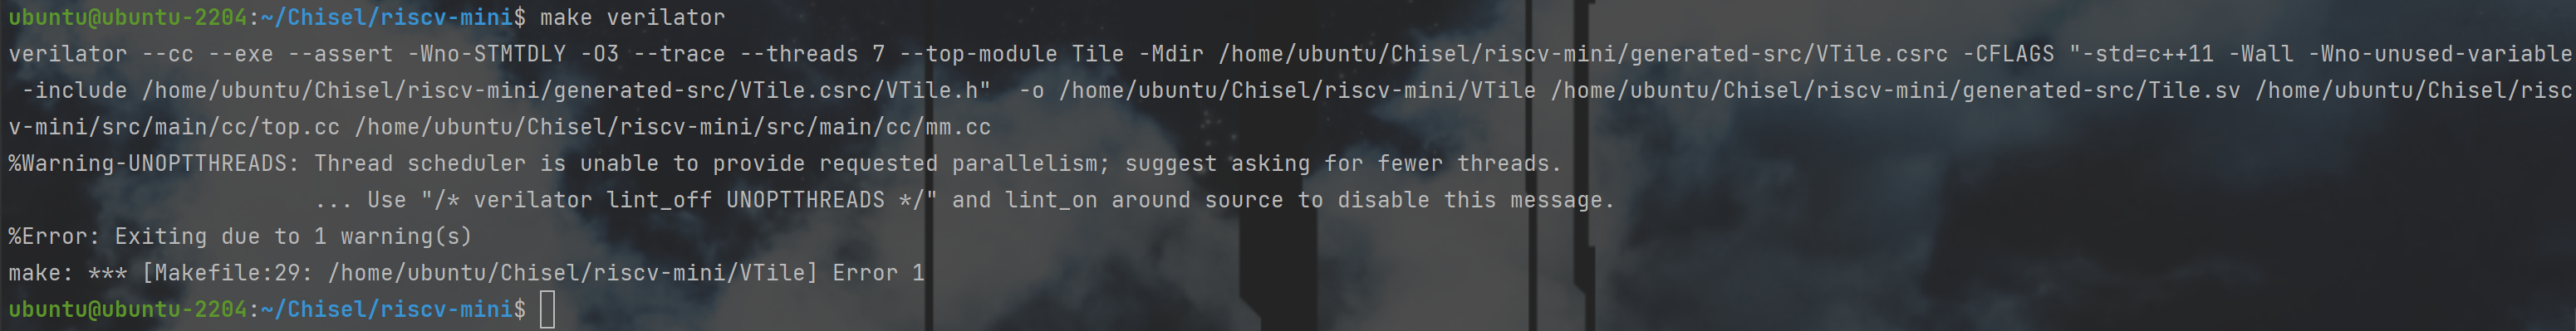 ubuntu@ubuntu-2204:~/Chisel/riscv-mini$ make verilator
verilator --cc --exe --assert -Wno-STMTDLY -O3 --trace --threads 7 --top-module Tile -Mdir /home/ubuntu/Chisel/riscv-mini/generated-src/VTile.csrc -CFLAGS "-std=c++11 -Wall -Wno-unused-variable
 -include /home/ubuntu/Chisel/riscv-mini/generated-src/VTile.csrc/VTile.h"  -o /home/ubuntu/Chisel/riscv-mini/VTile /home/ubuntu/Chisel/riscv-mini/generated-src/Tile.sv /home/ubuntu/Chisel/risc
v-mini/src/main/cc/top.cc /home/ubuntu/Chisel/riscv-mini/src/main/cc/mm.cc
%Warning-UNOPTTHREADS: Thread scheduler is unable to provide requested parallelism; suggest asking for fewer threads.
                       ... Use "/* verilator lint_off UNOPTTHREADS */" and lint_on around source to disable this message.
%Error: Exiting due to 1 warning(s)
make: *** [Makefile:29: /home/ubuntu/Chisel/riscv-mini/VTile] Error 1
ubuntu@ubuntu-2204:~/Chisel/riscv-mini$